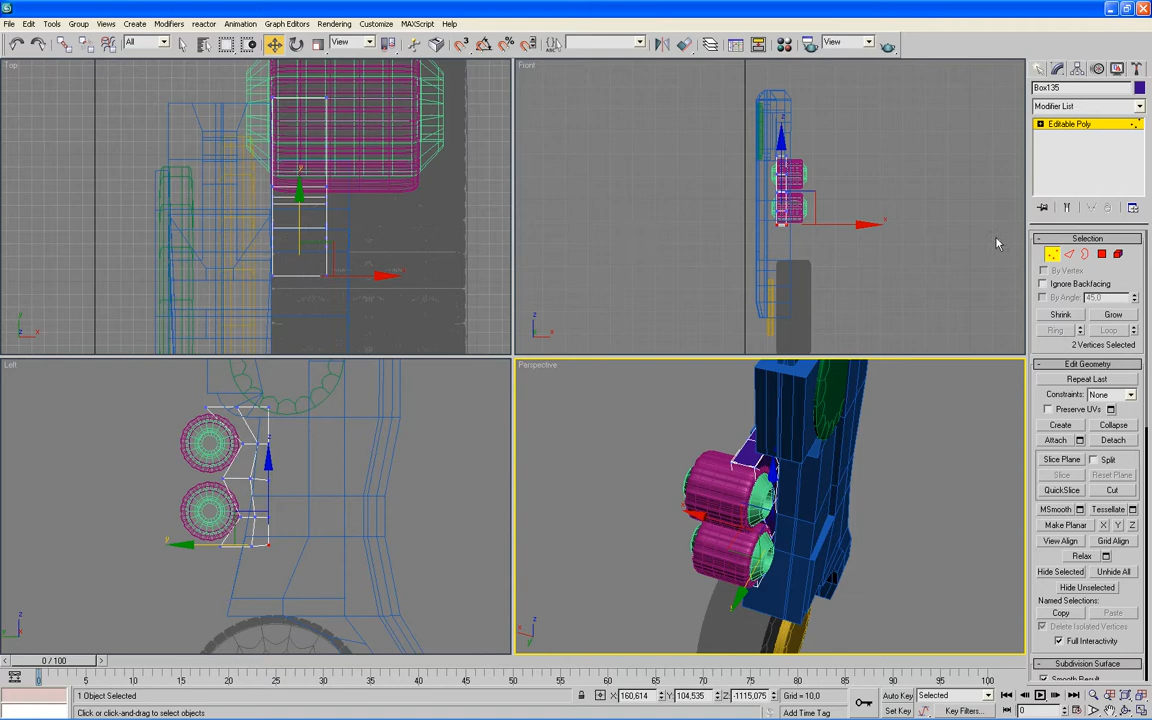 File Edit Tools Group Views Create Modifiers reactor Animation Graph Editors Rendering Customize MAXScript Help
All View View
Top Front
Box135
Modifier List
Editable Poly
Selection
By Vertex
Ignore Backfacing
By Angle: 45,0
Shrink Grow
Ring Loop
2 Vertices Selected
Left Perspective
Edit Geometry
Repeat Last
Constraints: None
Preserve UVs
Create Collapse
Attach Detach
Slice Plane Split
Slice Reset Plane
QuickSlice Cut
MSmooth Tessellate
Make Planar X Y Z
View Align Grid Align
Relax
Hide Selected Unhide All
Hide Unselected
Named Selections:
Copy Paste
Delete Isolated Vertices
Full Interactivity
Subdivision Surface
Smooth Result
0 / 100
0 5 10 15 20 25 30 35 40 45 50 55 60 65 70 75 80 85 90 95 100
1 Object Selected X: 160,614 Y: 104,535 Z: -1115,075 Grid = 10,0 Auto Key Selected
Click or click-and-drag to select objects Add Time Tag Set Key Key Filters... 0